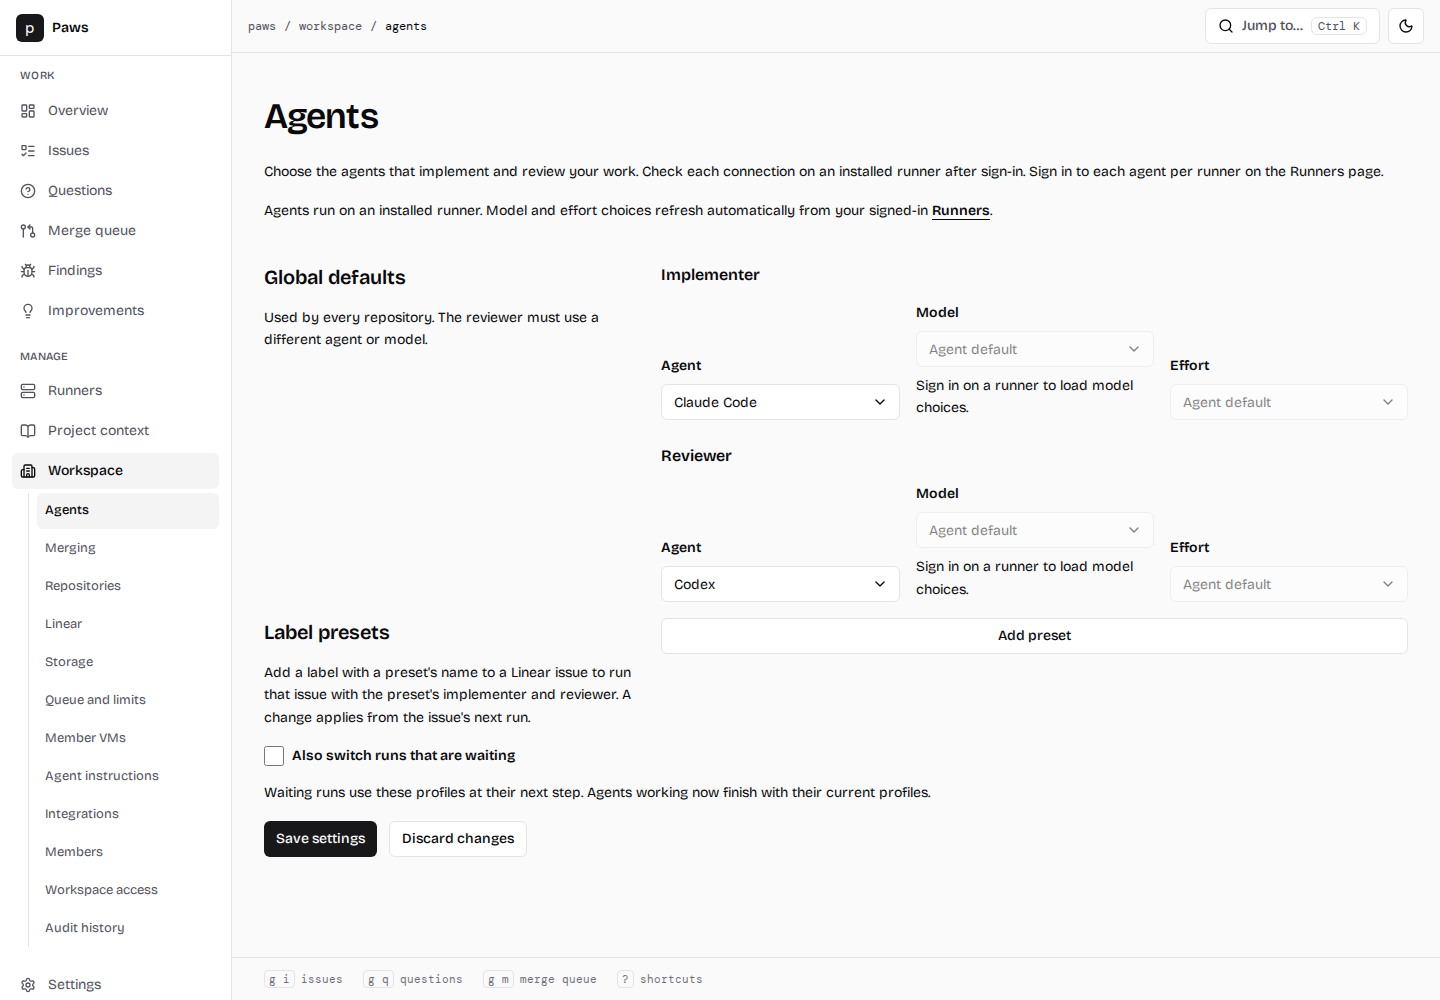 p Paws
WORK
Overview
Issues
Questions
Merge queue
Findings
Improvements
MANAGE
Runners
Project context
Workspace
Agents
Merging
Repositories
Linear
Storage
Queue and limits
Member VMs
Agent instructions
Integrations
Members
Workspace access
Audit history
Settings
paws / workspace / agents
Jump to... Ctrl K
Agents
Choose the agents that implement and review your work. Check each connection on an installed runner after sign-in. Sign in to each agent per runner on the Runners page.
Agents run on an installed runner. Model and effort choices refresh automatically from your signed-in Runners.
Global defaults
Used by every repository. The reviewer must use a
different agent or model.
Implementer
Agent
Claude Code
Model
Agent default
Sign in on a runner to load model
choices.
Effort
Agent default
Reviewer
Agent
Codex
Model
Agent default
Sign in on a runner to load model
choices.
Effort
Agent default
Label presets
Add a label with a preset's name to a Linear issue to run
that issue with the preset's implementer and reviewer. A
change applies from the issue's next run.
Add preset
Also switch runs that are waiting
Waiting runs use these profiles at their next step. Agents working now finish with their current profiles.
Save settings Discard changes
g i issues g q questions g m merge queue ? shortcuts